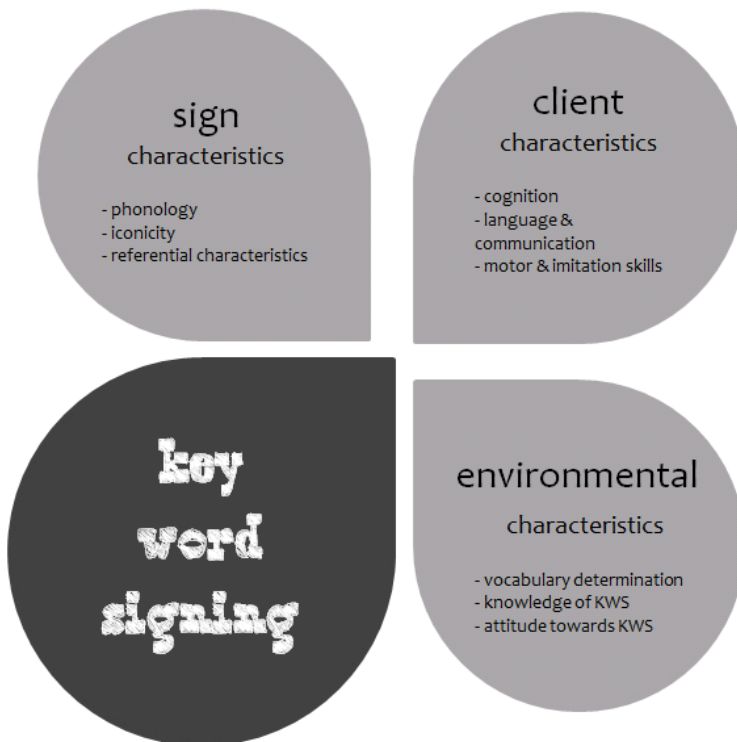 sign
characteristics
- phonology
- iconicity
- referential characteristics
client
characteristics
- cognition
- language &
communication
- motor & imitation skills
key
word
signing
environmental
characteristics
- vocabulary determination
- knowledge of KWS
- attitude towards KWS